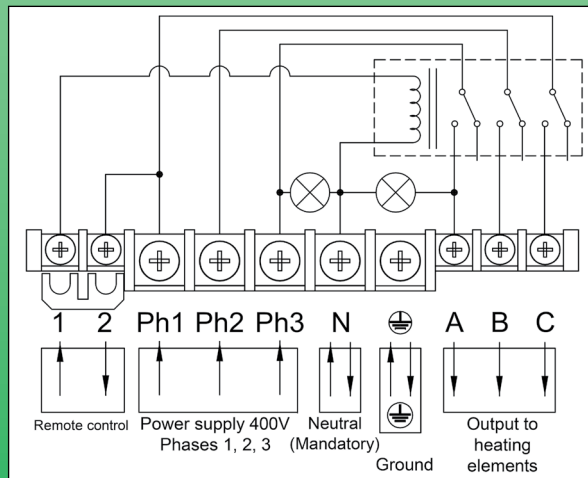 1 2 Ph1 Ph2 Ph3 N A B C
Remote control
Power supply 400V
Phases 1, 2, 3
Neutral
(Mandatory)
Ground
Output to
heating
elements